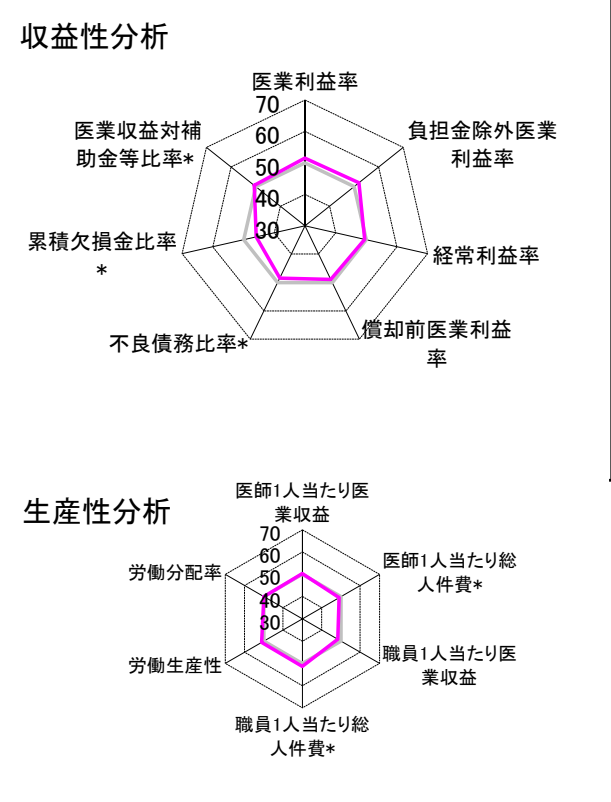 収益性分析
医業利益率
70
60
50
40
30
負担金除外医業
利益率
経常利益率
償却前医業利益
率
不良債務比率*
累積欠損金比率
*
医業収益対補
助金等比率*
生産性分析
医師1人当たり医
業収益
70
60
50
40
30
医師1人当たり総
人件費*
職員1人当たり医
業収益
職員1人当たり総
人件費*
労働生産性
労働分配率